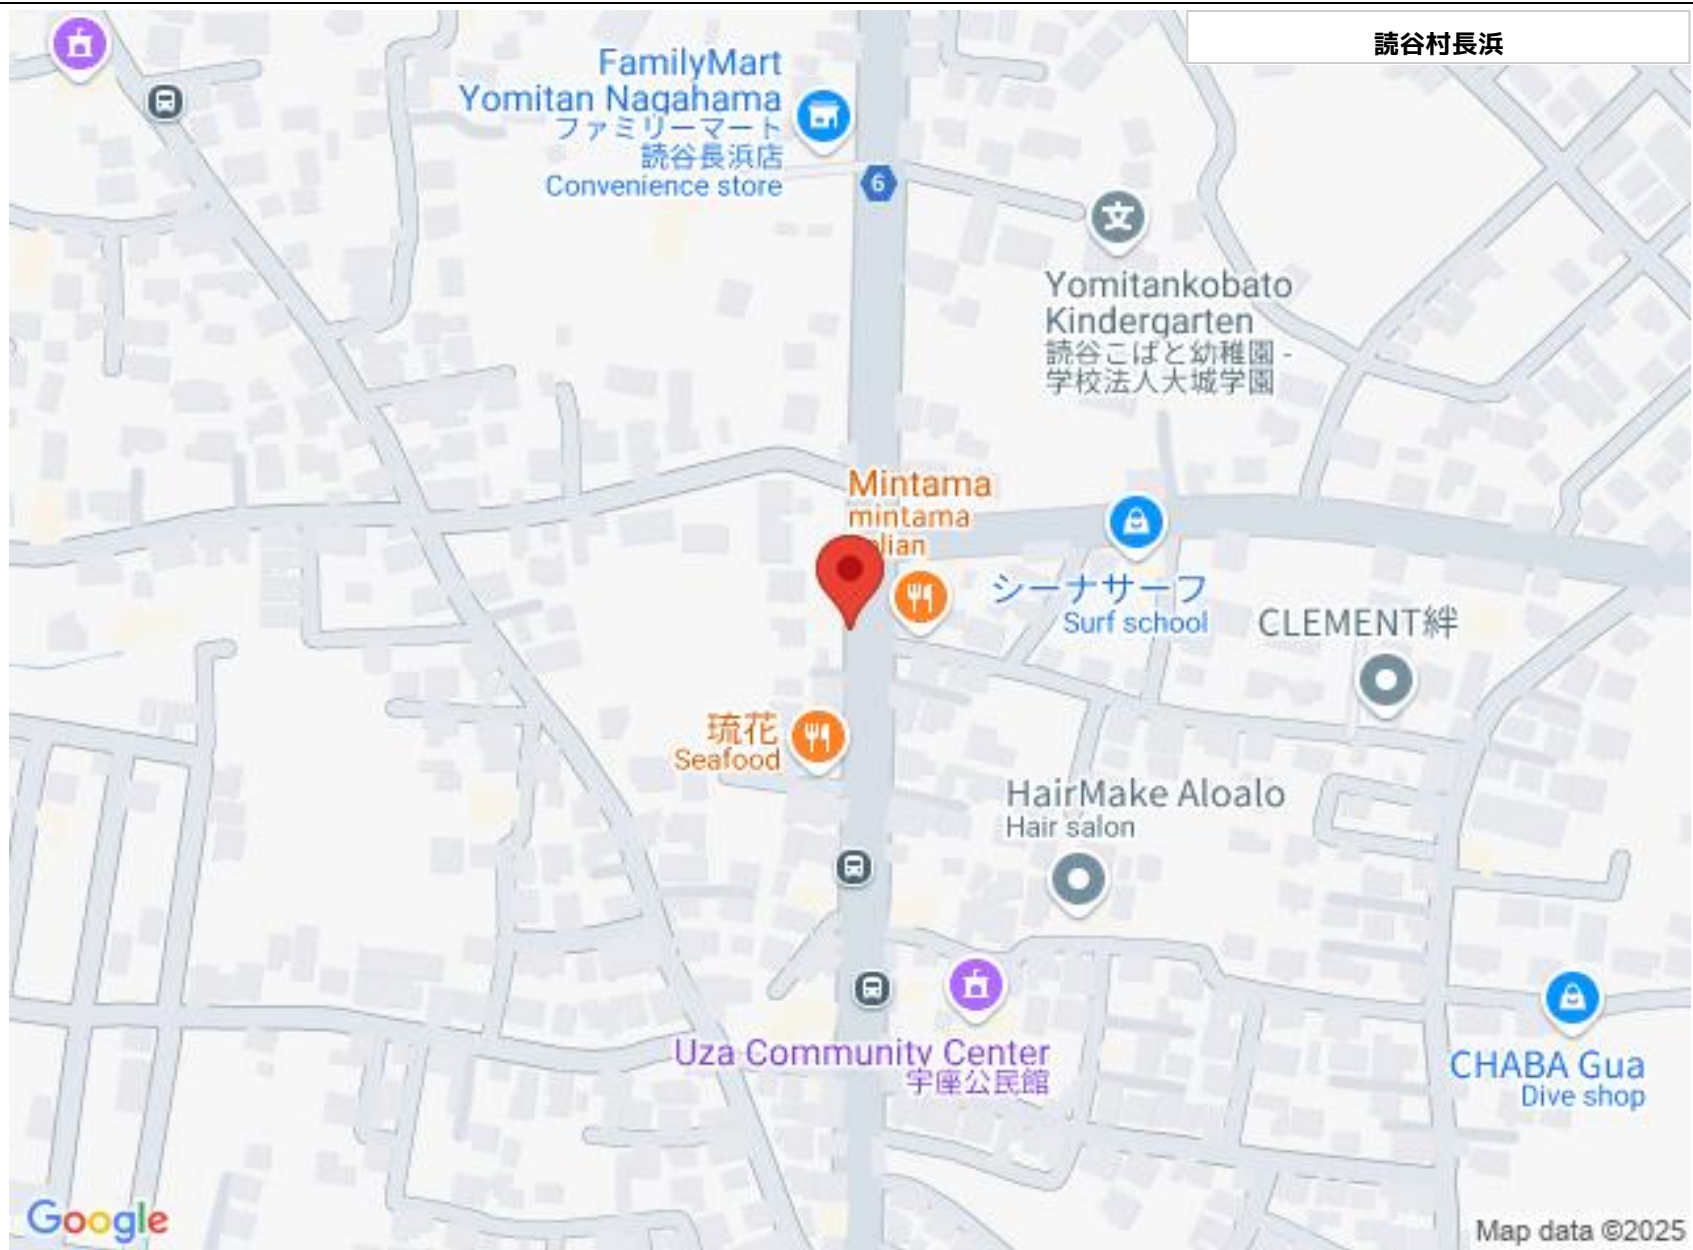 読谷村長浜
FamilyMart
Yomitan Nagahama
ファミリーマート
読谷長浜店
Convenience store
6
文
Yomitankobato
Kindergarten
読谷こばと幼稚園 -
学校法人大城学園
Mintama
mintama
lian
シーナサーフ
Surf school
CLEMENT絆
琉花
Seafood
HairMake Aloalo
Hair salon
Uza Community Center
宇座公民館
CHABA Gua
Dive shop
Google
Map data ©2025